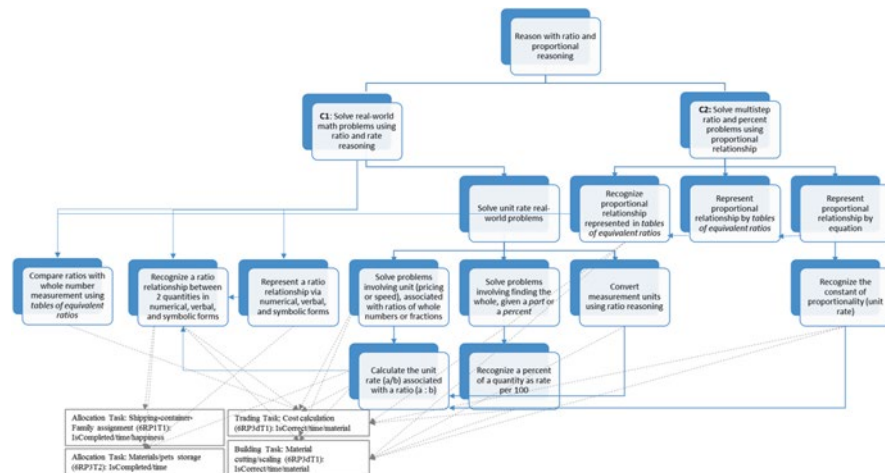 Reason with ratio and
proportional
reasoning
C1: Solve real-world
math problems using
ratio and rate
reasoning
C2: Solve multistep
ratio and percent
problems using
proportional
relationship
Solve unit rate real-
world problems
Recognize
proportional
relationship
represented in tables
of equivalent ratios
Represent
proportional
relationship by tables
of equivalent ratios
Represent
proportional
relationship by
equation
Compare ratios with
whole number
measurement using
tables of equivalent
ratios
Recognize a ratio
relationship between
2 quantities in
numerical, verbal,
and symbolic forms
Represent a ratio
relationship via
numerical, verbal,
and symbolic forms
Solve problems
involving unit (pricing
or speed), associated
with ratios of whole
numbers or fractions
Solve problems
involving finding the
whole, given a part or
a percent
Convert
measurement units
using ratio reasoning
Recognize the
constant of
proportionality (unit
rate)
Calculate the unit
rate (a/b) associated
with a ratio (a : b)
Recognize a percent
of a quantity as rate
per 100
Allocation Task: Shipping-container-
Family assignment (6RP1T1):
IsCompleted/time/happiness
Trading Task: Cost calculation
(6RP3dT1): IsCorrect/time/material
Allocation Task: Materials/pets storage
(6RP3T2): IsCompleted/time
Building Task: Material
cutting/scaling (6RP3dT1):
IsCorrect/time/material